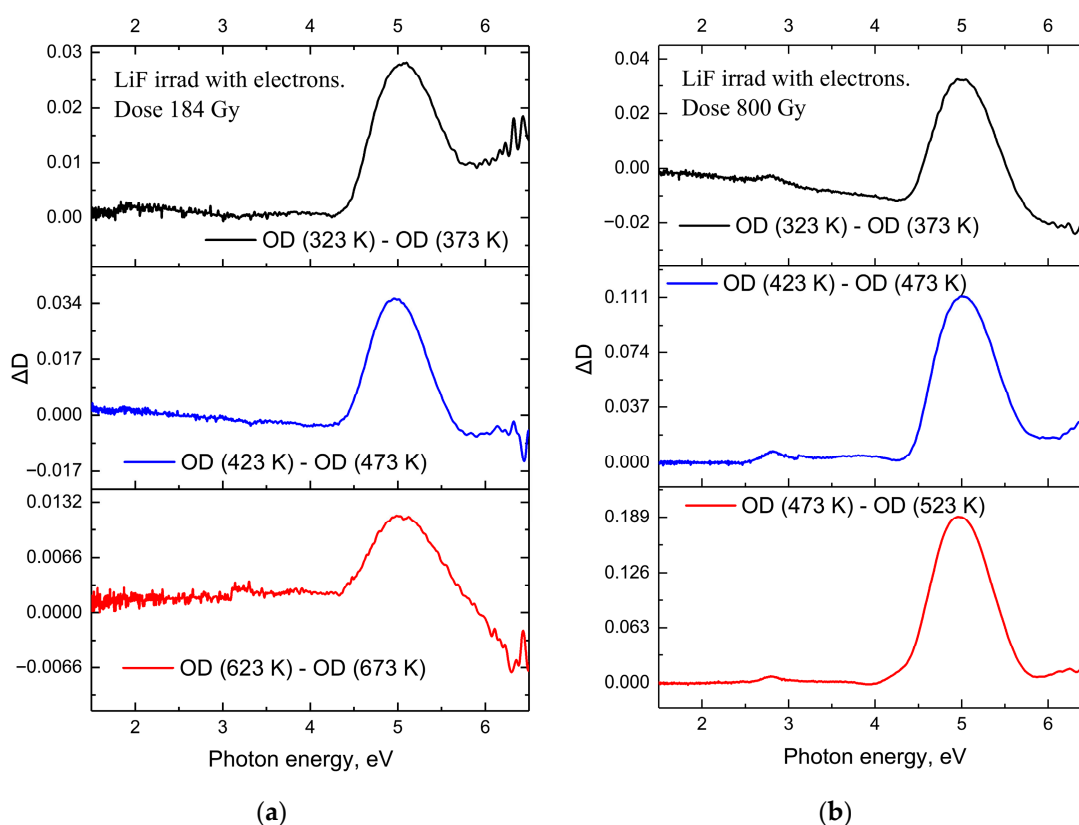 2 3 4 5 6
0.03
0.02
0.01
0.00
LiF irrad with electrons.
Dose 184 Gy
OD (323 K) - OD (373 K)
0.034
0.017
0.000
−0.017
OD (423 K) - OD (473 K)
0.0132
0.0066
0.0000
−0.0066
OD (623 K) - OD (673 K)
ΔD
2 3 4 5 6
Photon energy, eV
(a)
2 3 4 5 6
0.04
0.02
0.00
−0.02
LiF irrad with electrons.
Dose 800 Gy
OD (323 K) - OD (373 K)
0.111
0.074
0.037
0.000
OD (423 K) - OD (473 K)
0.189
0.126
0.063
0.000
OD (473 K) - OD (523 K)
ΔD
2 3 4 5 6
Photon energy, eV
(b)